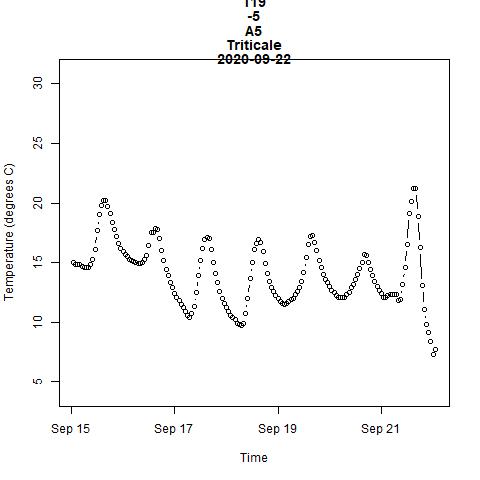 T19
-5
A5
Triticale
2020-09-22
Temperature (degrees C)
30
25
20
15
10
5
Sep 15 Sep 17 Sep 19 Sep 21
Time